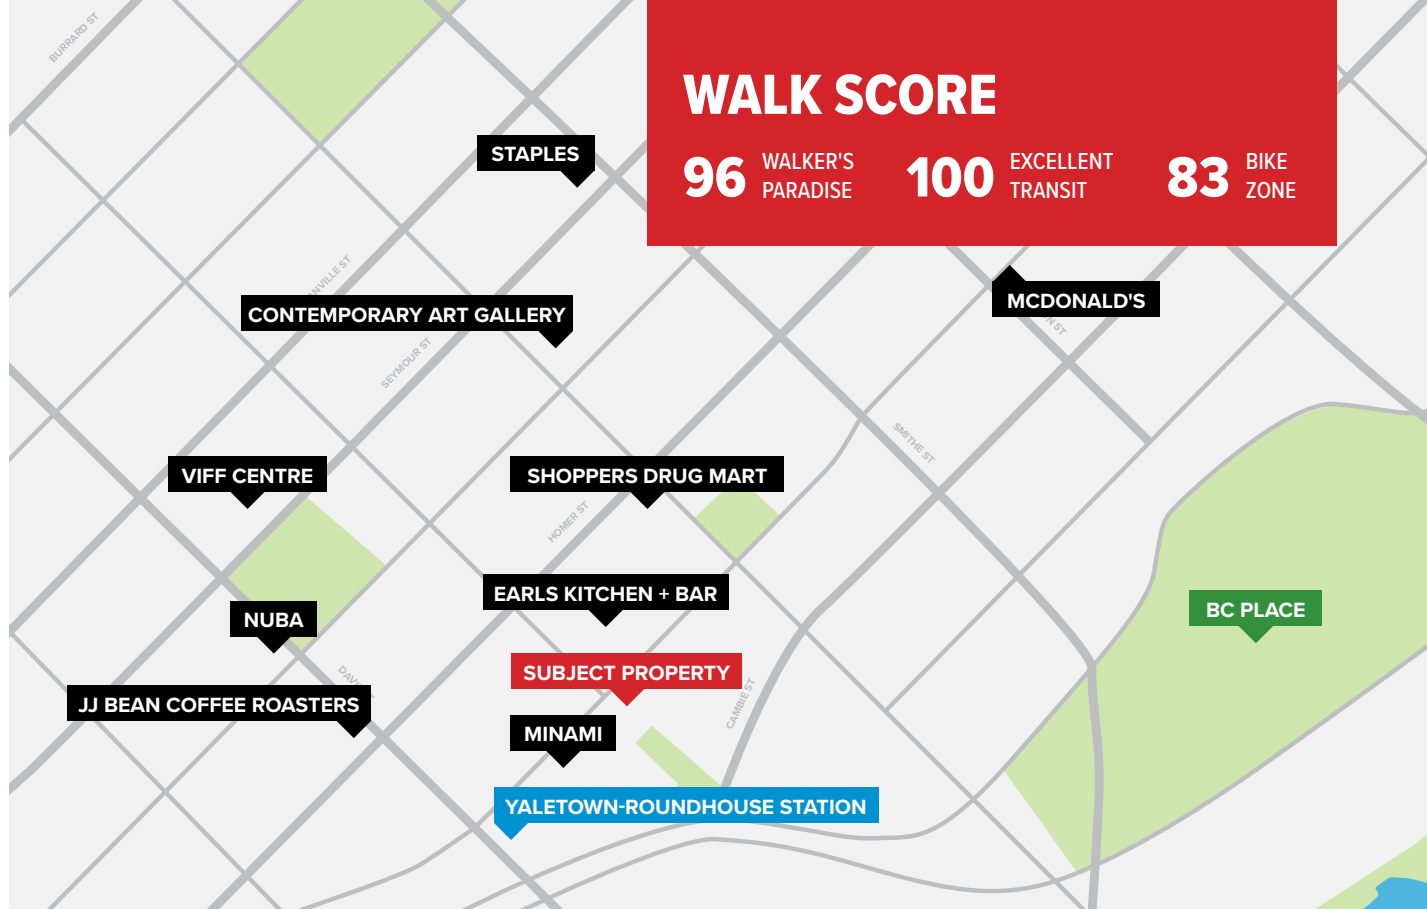 BURRARD ST
WALK SCORE
96 WALKER'S PARADISE
100 EXCELLENT TRANSIT
83 BIKE ZONE
STAPLES
MCDONALD'S
CONTEMPORARY ART GALLERY
SEYMOUR ST
SMITHE ST
VIFF CENTRE
SHOPPERS DRUG MART
HOMER ST
EARLS KITCHEN + BAR
BC PLACE
NUBA
SUBJECT PROPERTY
CAMBIE ST
JJ BEAN COFFEE ROASTERS
MINAMI
YALETOWN-ROUNDHOUSE STATION